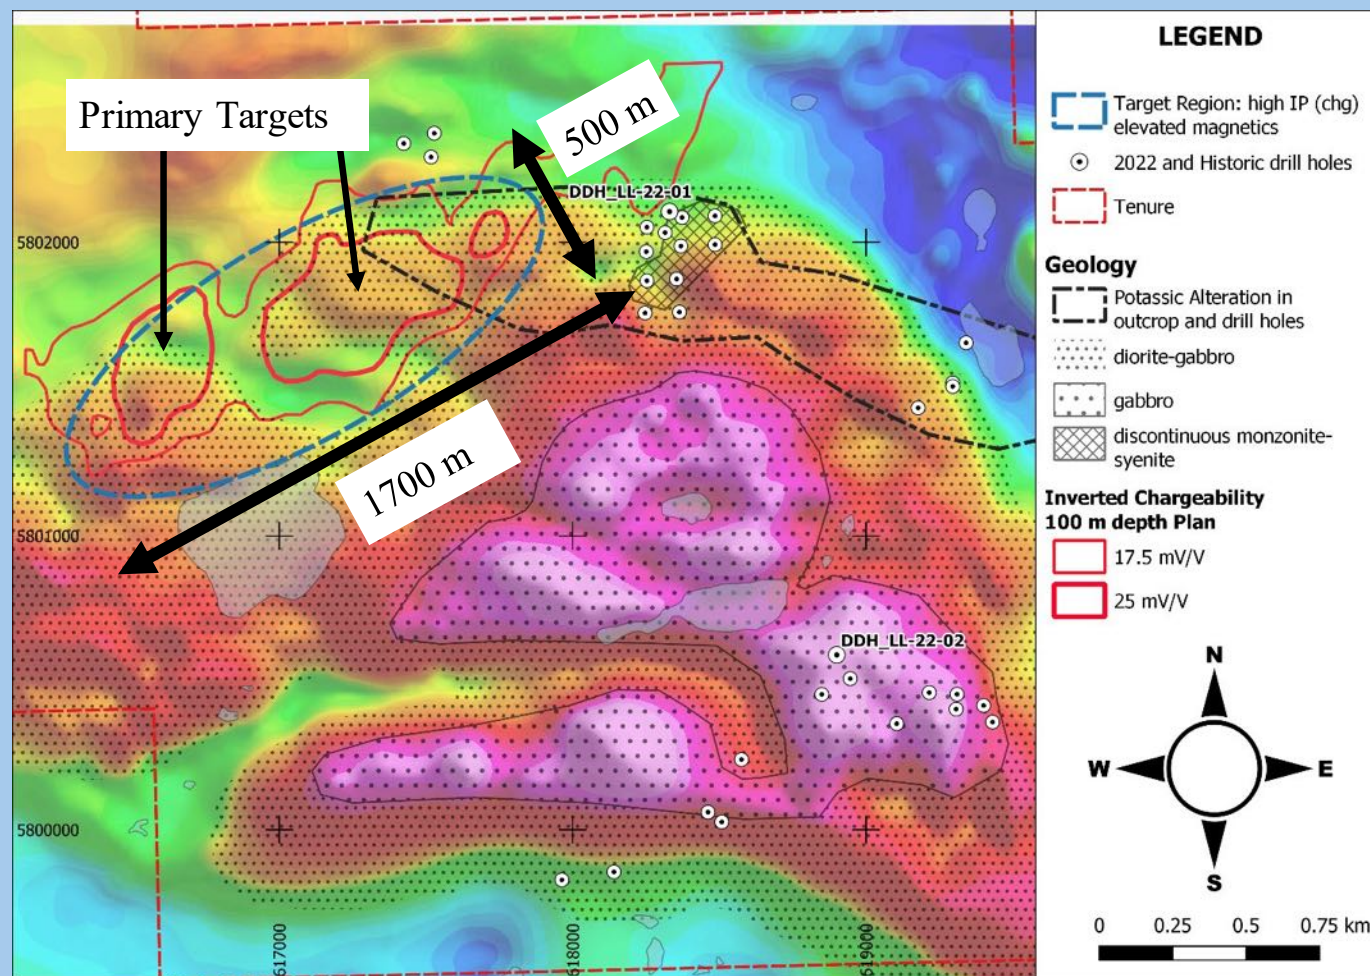 Primary Targets
500 m
DDH_LL-22-01
5802000
1700 m
5801000
DDH_LL-22-02
5800000
617000
618000
619000
LEGEND
Target Region: high IP (chg)
elevated magnetics
2022 and Historic drill holes
Tenure
Geology
Potassic Alteration in
outcrop and drill holes
diorite-gabbro
gabbro
discontinuous monzonite-
syenite
Inverted Chargeability
100 m depth Plan
17.5 mV/V
25 mV/V
N
W
E
S
0 0.25 0.5 0.75 km